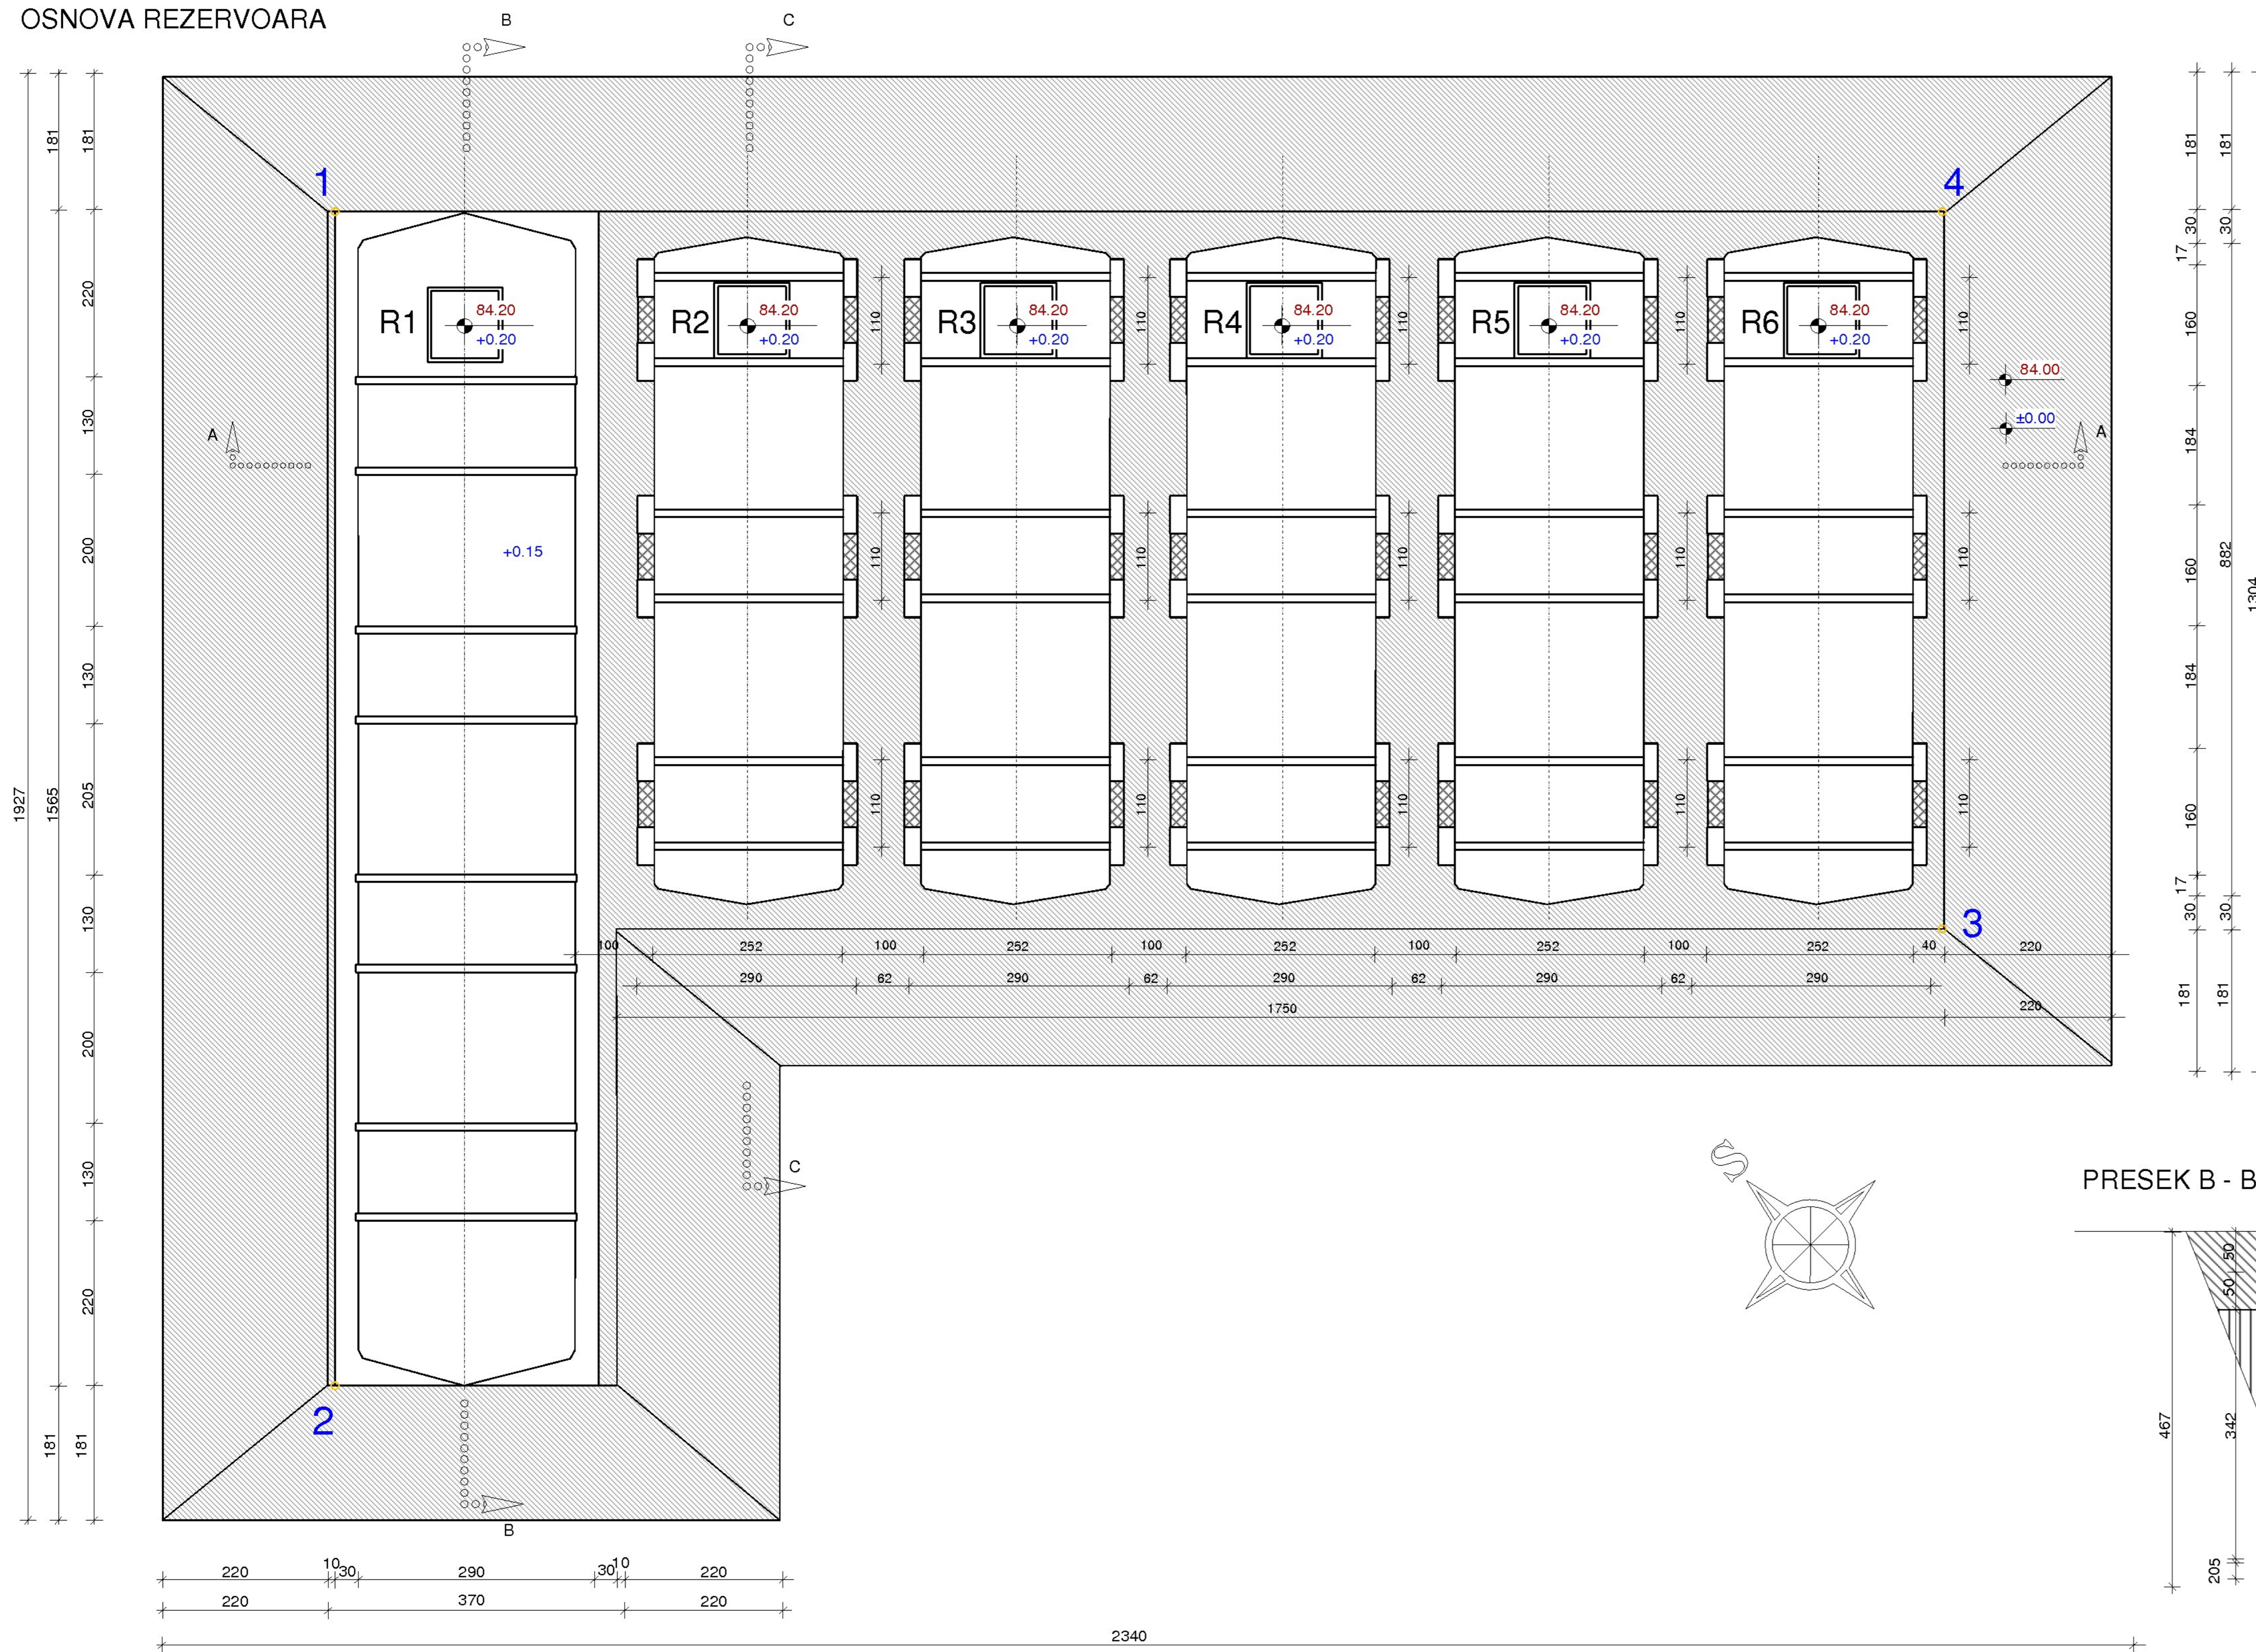 OSNOVA REZERVOARA
B
C
1
4
R1
84.20
+0.20
R2
84.20
+0.20
R3
84.20
+0.20
R4
84.20
+0.20
R5
84.20
+0.20
R6
84.20
+0.20
84.00
±0.00
A
A
+0.15
110 110 110 110 110
110 110 110 110 110
110 110 110 110 110
1927
181 1565 181
181 220 130 200 130 205 130 200 130 220 181
181 30 17 160 184 160 184 160 17 30 181
181 30 882 30 181
1304
3
100 252 100 252 100 252 100 252 100 252 40 220
290 62 290 62 290 62 290 62 290
1750 220
C
S
PRESEK B - B
50
50
467
342
205
2
B
220 10 30 290 30 10 220
220 370 220
2340